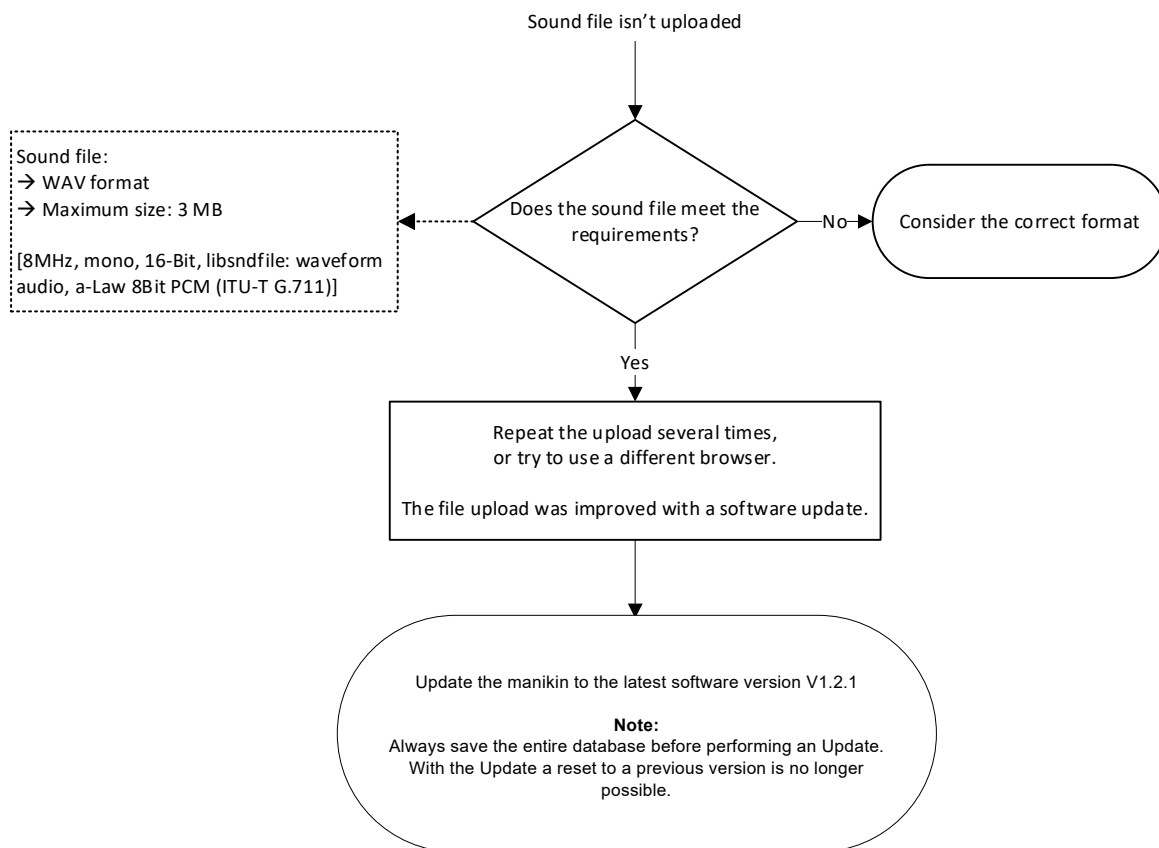 Sound file isn’t uploaded
Sound file:
→ WAV format
→ Maximum size: 3 MB
[8MHz, mono, 16-Bit, libsndfile: waveform
audio, a-Law 8Bit PCM (ITU-T G.711)]
Does the sound file meet the
requirements?
No
Consider the correct format
Yes
Repeat the upload several times,
or try to use a different browser.
The file upload was improved with a software update.
Update the manikin to the latest software version V1.2.1
Note:
Always save the entire database before performing an Update.
With the Update a reset to a previous version is no longer
possible.